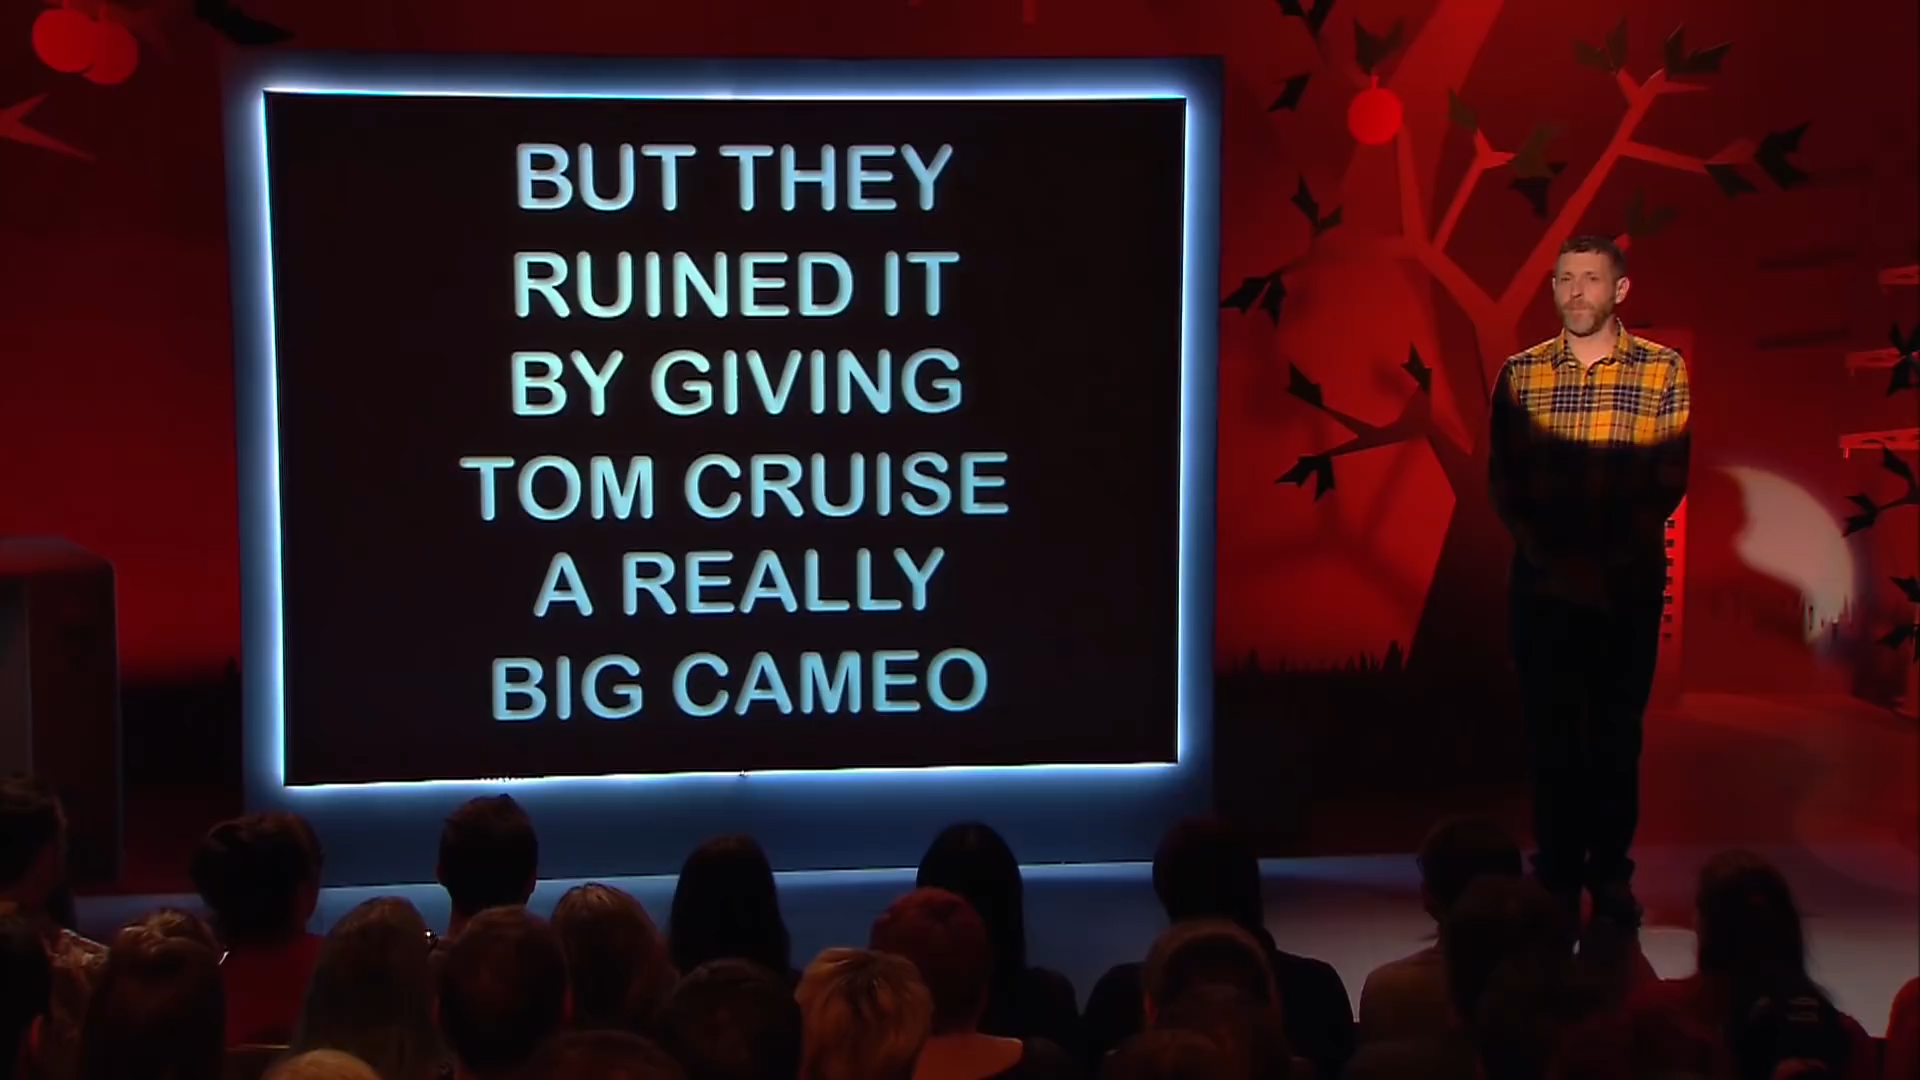 BUT THEY
RUINED IT
BY GIVING
TOM CRUISE
A REALLY
BIG CAMEO